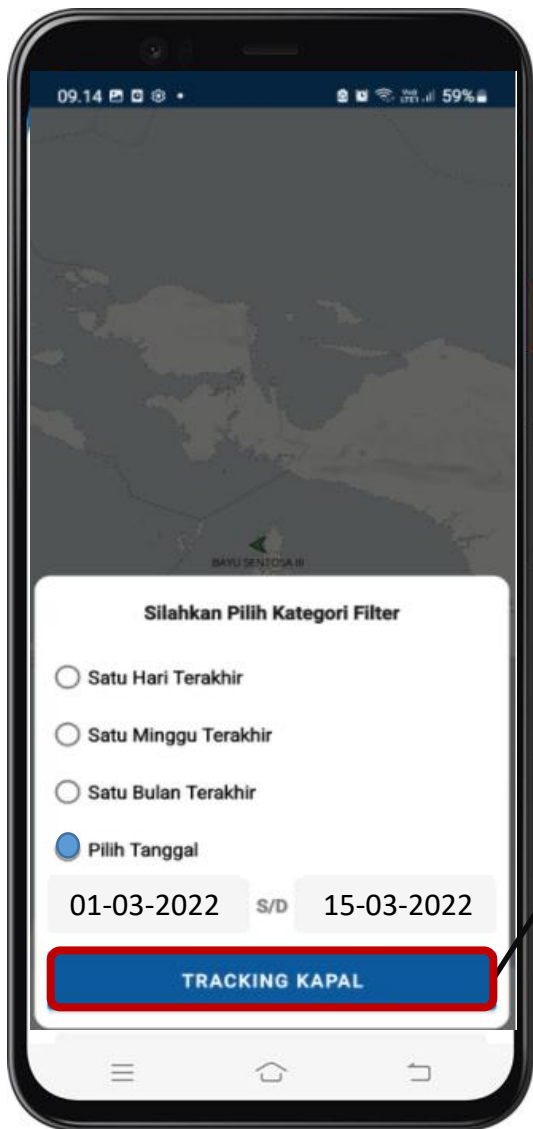 09.14 59%
BAYU SENTOSA III
Silahkan Pilih Kategori Filter
Satu Hari Terakhir
Satu Minggu Terakhir
Satu Bulan Terakhir
Pilih Tanggal
01-03-2022 S/D 15-03-2022
TRACKING KAPAL